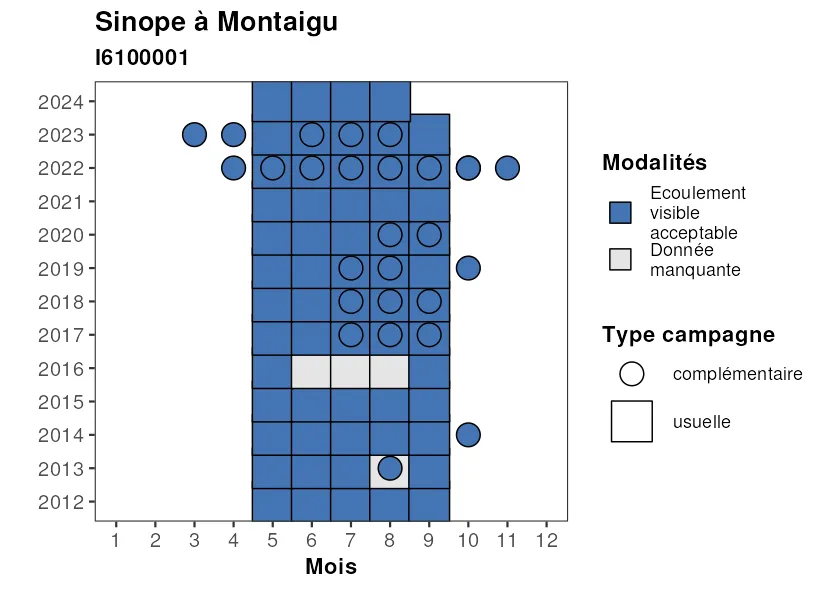 Sinope à Montaigu
I6100001
2024
2023
2022
2021
2020
2019
2018
2017
2016
2015
2014
2013
2012
1 2 3 4 5 6 7 8 9 10 11 12
Mois
Modalités
Ecoulement
visible
acceptable
Donnée
manquante
Type campagne
complémentaire
usuelle